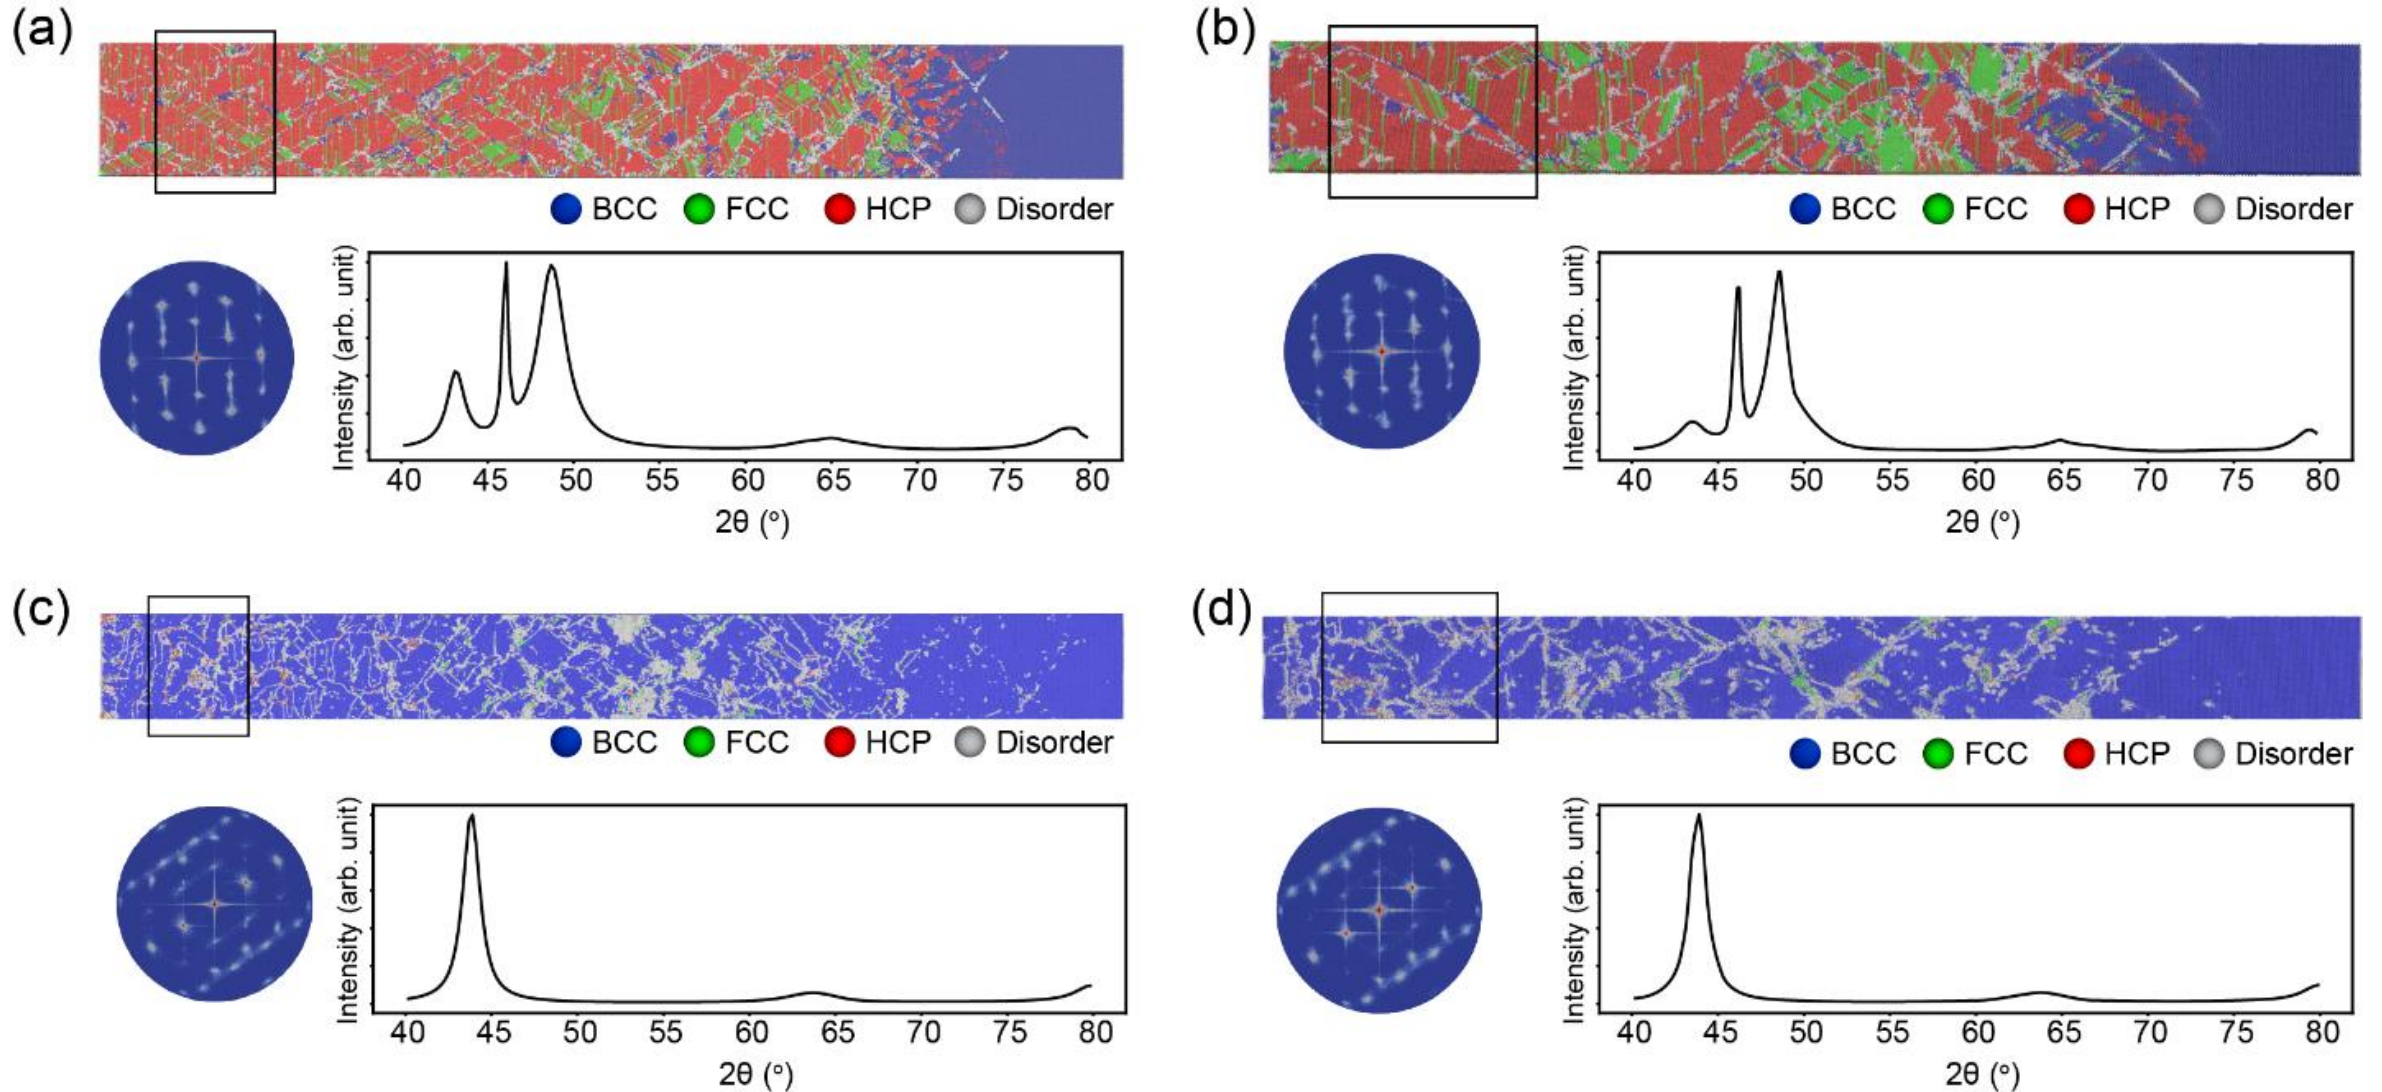 (a)
BCC FCC HCP Disorder
Intensity (arb. unit)
40 45 50 55 60 65 70 75 80
2θ (°)
(b)
BCC FCC HCP Disorder
Intensity (arb. unit)
40 45 50 55 60 65 70 75 80
2θ (°)
(c)
BCC FCC HCP Disorder
Intensity (arb. unit)
40 45 50 55 60 65 70 75 80
2θ (°)
(d)
BCC FCC HCP Disorder
Intensity (arb. unit)
40 45 50 55 60 65 70 75 80
2θ (°)